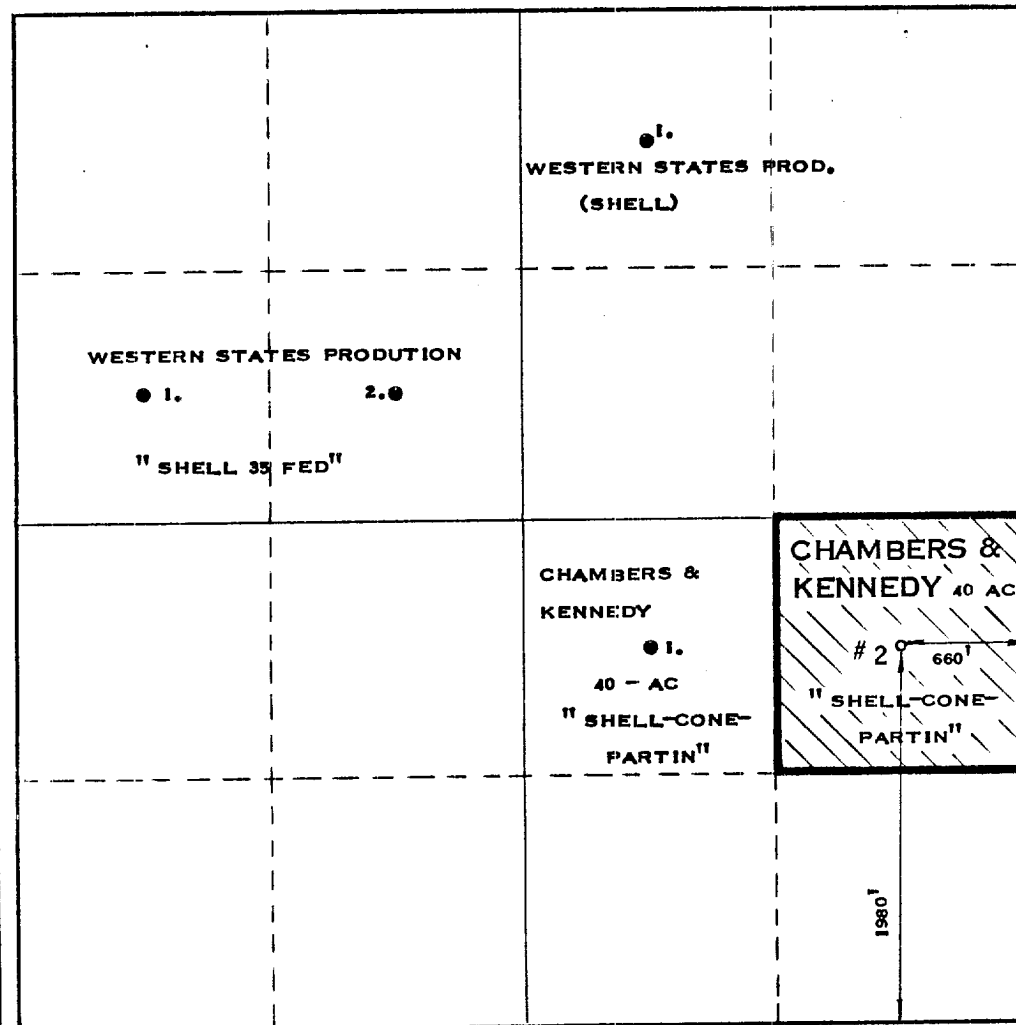 1.
WESTERN STATES PROD.
(SHELL)
WESTERN STATES PRODUTION
1.
2.
" SHELL 35 FED"
CHAMBERS &
KENNEDY
1.
40 - AC
" SHELL-CONE-
PARTIN"
CHAMBERS &
KENNEDY 40 AC
#2
660'
" SHELL-CONE-
PARTIN"
1980'